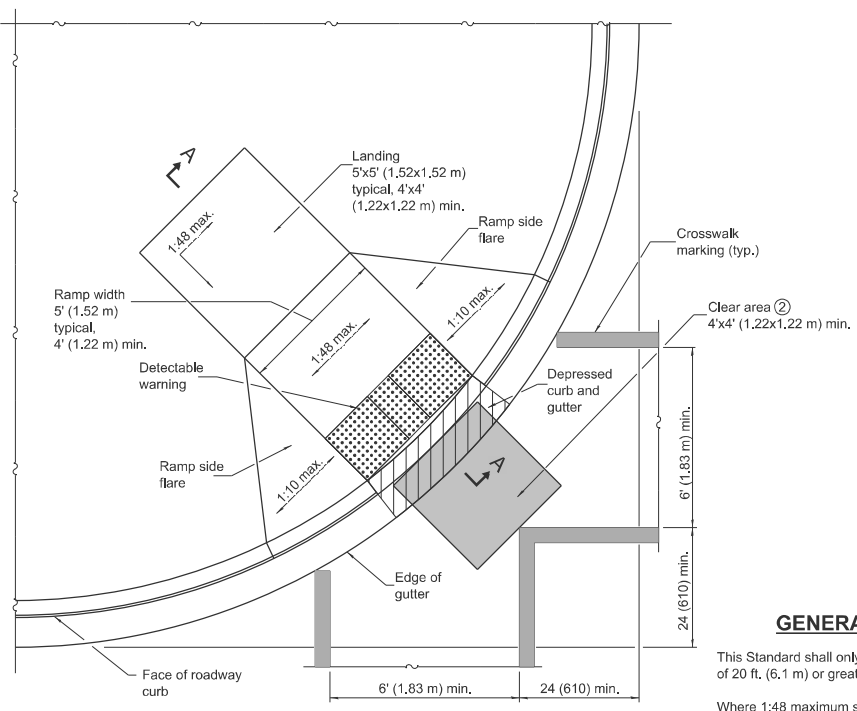 A
Landing
5'x5' (1.52x1.52 m)
typical, 4'x4'
(1.22x1.22 m) min.
1:48 max.
Ramp side
flare
Crosswalk
marking (typ.)
Ramp width
5' (1.52 m)
typical,
4' (1.22 m) min.
1:10 max.
Clear area ②
4'x4' (1.22x1.22 m) min.
1:48 max.
Detectable
warning
Depressed
curb and
gutter
Ramp side
flare
1:10 max.
A
6' (1.83 m) min.
Edge of
gutter
24 (610) min.
Face of roadway
curb
6' (1.83 m) min.
24 (610) min.
GENERA
This Standard shall only
of 20 ft. (6.1 m) or great
Where 1:48 maximum s